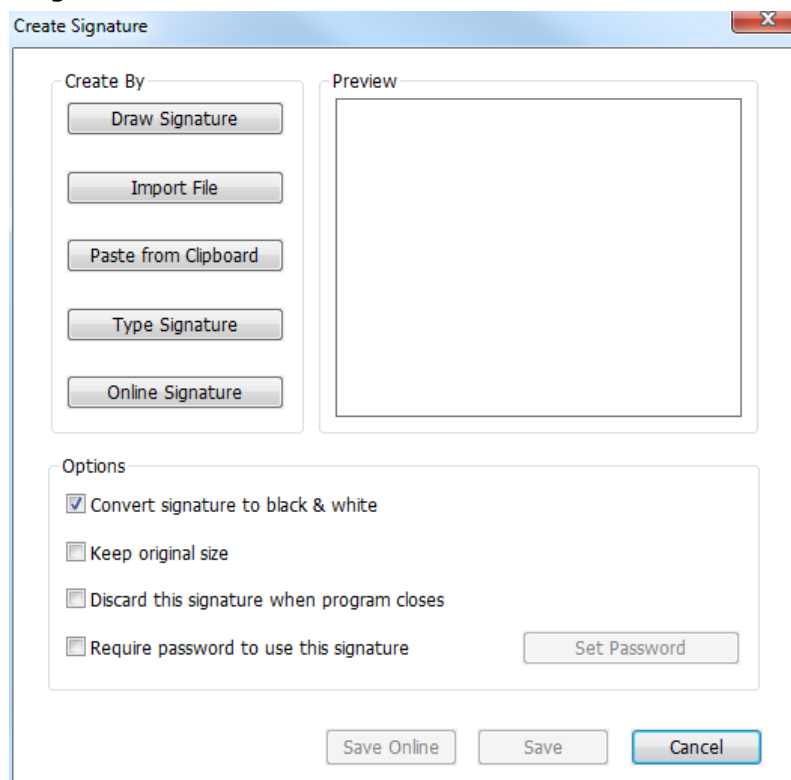 Create Signature
Create By
Draw Signature
Import File
Paste from Clipboard
Type Signature
Online Signature
Preview
Options
Convert signature to black & white
Keep original size
Discard this signature when program closes
Require password to use this signature
Set Password
Save Online
Save
Cancel